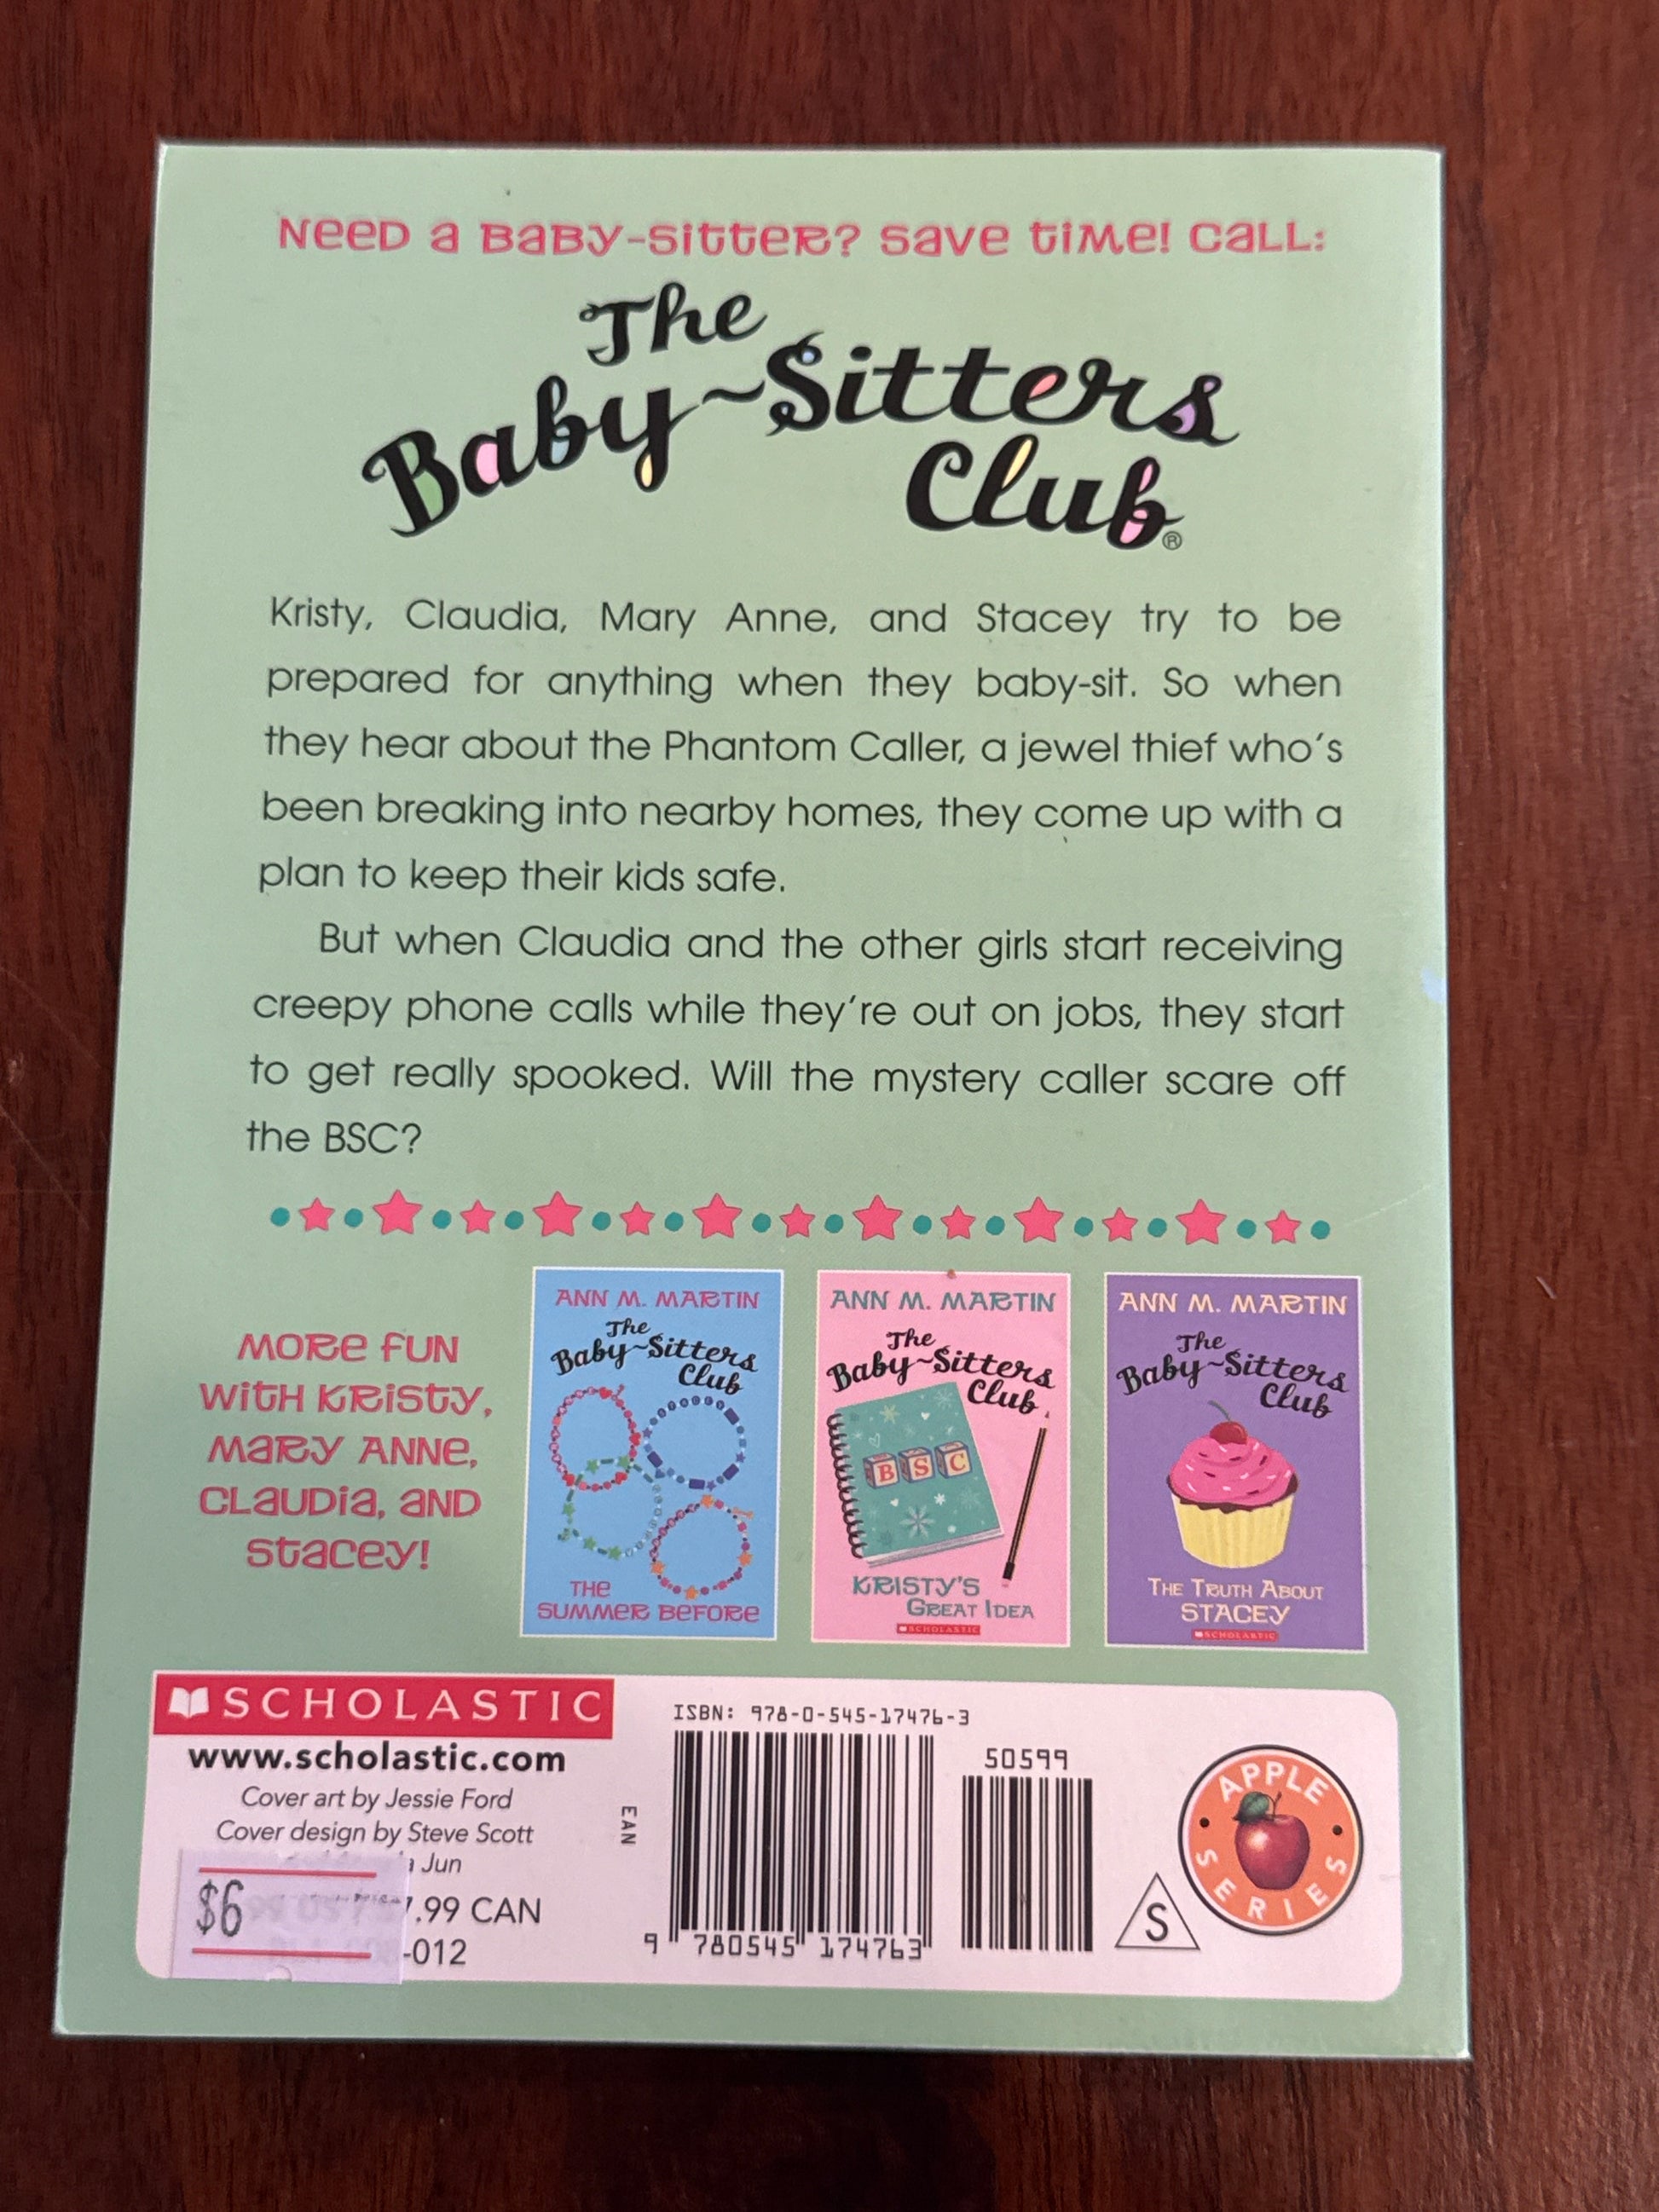 NEED A BABY-SITTER? SAVE TIME! CALL:
The
Baby~Sitters
Club®
Kristy, Claudia, Mary Anne, and Stacey try to be
prepared for anything when they baby-sit. So when
they hear about the Phantom Caller, a jewel thief who's
been breaking into nearby homes, they come up with a
plan to keep their kids safe.
But when Claudia and the other girls start receiving
creepy phone calls while they're out on jobs, they start
to get really spooked. Will the mystery caller scare off
the BSC?
MORE FUN
WITH KRISTY,
MARY ANNE,
CLAUDIA, AND
STACEY!
ANN M. MARTIN
The
Baby~Sitters
Club
THE
SUMMER BEFORE
ANN M. MARTIN
The
Baby~Sitters
Club
BSC
KRISTY'S
GREAT IDEA
SCHOLASTIC
ANN M. MARTIN
The
Baby~Sitters
Club
THE TRUTH ABOUT
STACEY
SCHOLASTIC
SCHOLASTIC
www.scholastic.com
Cover art by Jessie Ford
Cover design by Steve Scott
Jun
$6
.99 CAN
-012
EAN
ISBN: 978-0-545-17476-3
50599
9 780545 174763
S
APPLE
SERIES